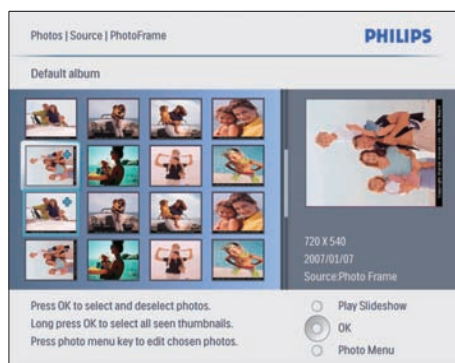 Photos | Source | PhotoFrame
PHILIPS
Default album
720 X 540
2007/01/07
Source:Photo Frame
Press OK to select and deselect photos.
Long press OK to select all seen thumbnails.
Press photo menu key to edit chosen photos.
Play Slideshow
OK
Photo Menu